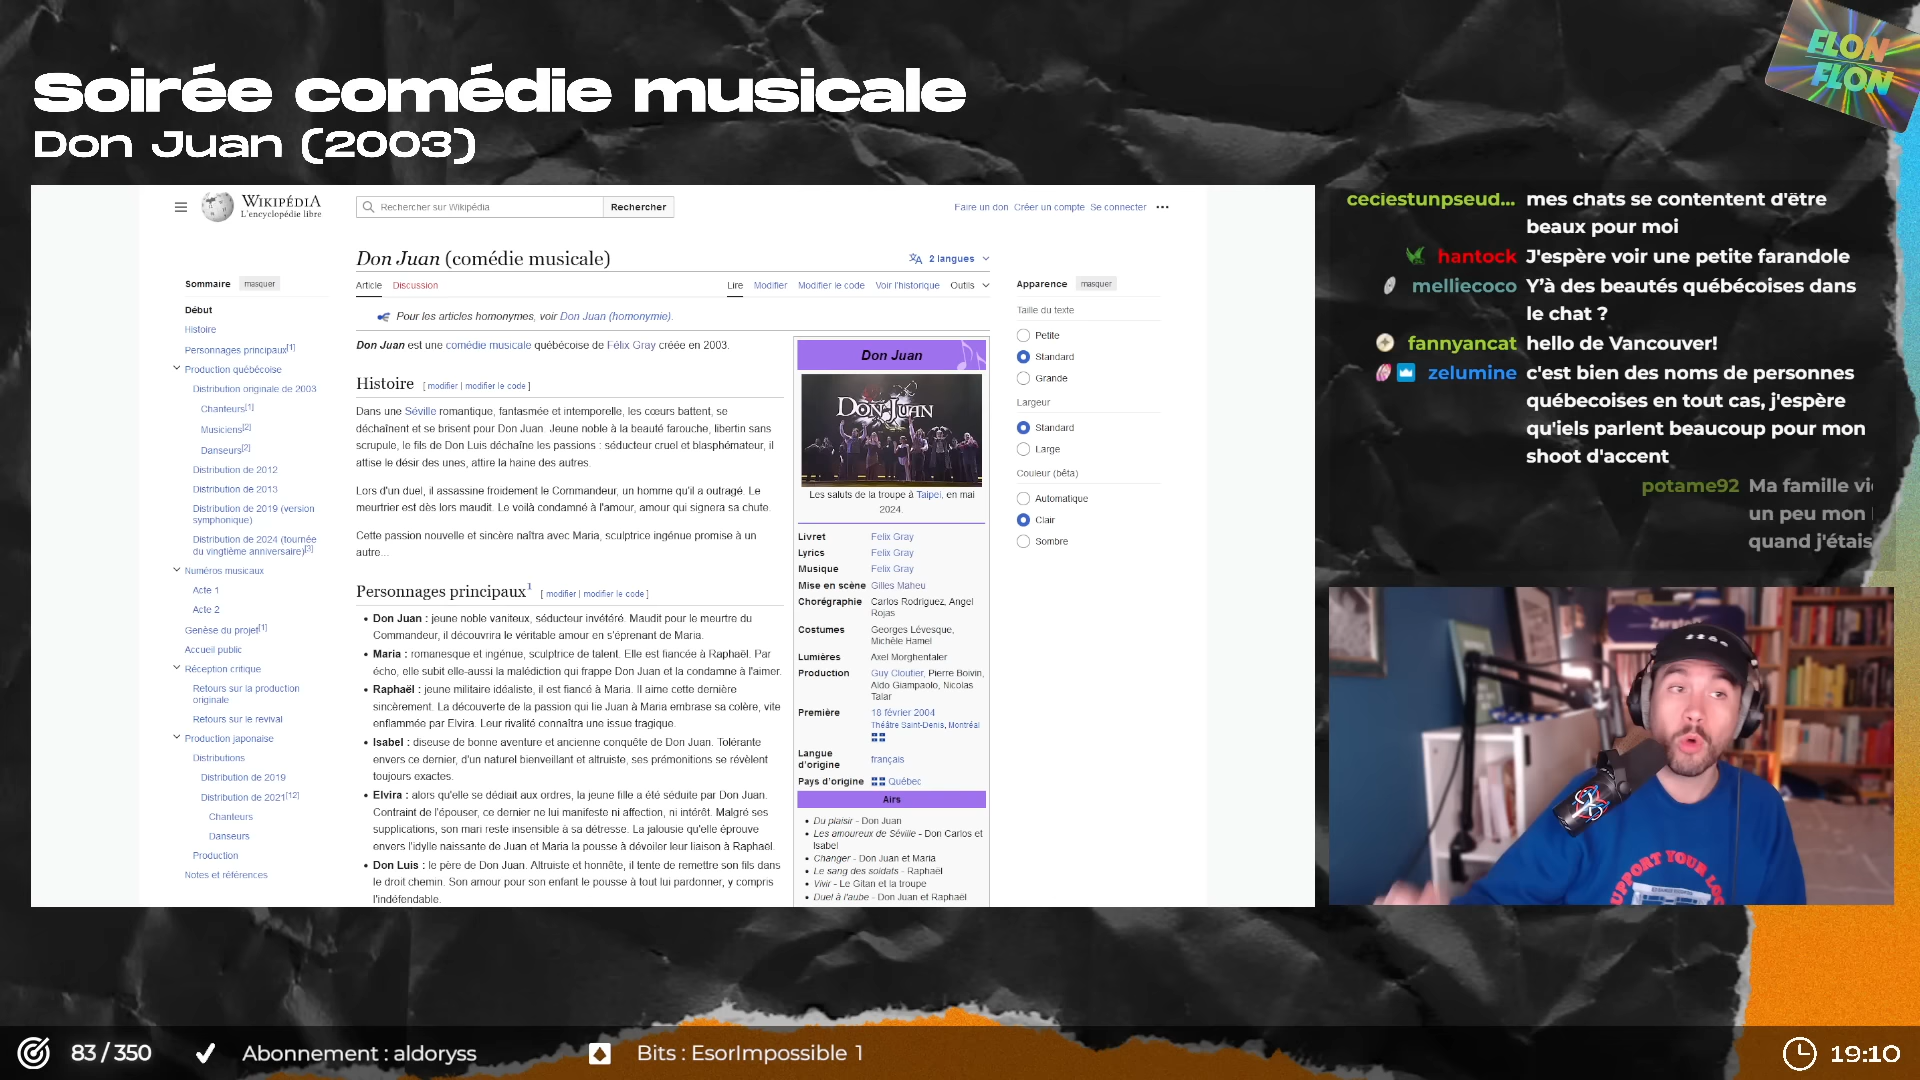 Soirée comédie musicale
Don Juan (2003)
FLON
FLON
WIKIPÉDIA
L'encyclopédie libre
Rechercher sur Wikipédia
Rechercher
Faire un don Créer un compte Se connecter
Don Juan (comédie musicale)
2 langues
Sommaire masquer
Article Discussion
Lire Modifier Modifier le code Voir l'historique Outils
Apparence masquer
Début
Histoire
Personnages principaux[1]
Production québécoise
Distribution originale de 2003
Chanteurs[1]
Musiciens[2]
Danseurs[2]
Distribution de 2012
Distribution de 2013
Distribution de 2019 (version
symphonique)
Distribution de 2024 (tournée
du vingtième anniversaire)[3]
Numéros musicaux
Acte 1
Acte 2
Genèse du projet[1]
Accueil public
Réception critique
Retours sur la production
originale
Retours sur le revival
Production japonaise
Distributions
Distribution de 2019
Distribution de 2021[12]
Chanteurs
Danseurs
Production
Notes et références
Pour les articles homonymes, voir Don Juan (homonymie).
Don Juan est une comédie musicale québécoise de Félix Gray créée en 2003.
Histoire [ modifier | modifier le code ]
Dans une Séville romantique, fantasmée et intemporelle, les cœurs battent, se
déchaînent et se brisent pour Don Juan. Jeune noble à la beauté farouche, libertin sans
scrupule, le fils de Don Luis déchaîne les passions : séducteur cruel et blasphémateur, il
attise le désir des unes, attire la haine des autres.
Lors d'un duel, il assassine froidement le Commandeur, un homme qu'il a outragé. Le
meurtrier est dès lors maudit. Le voilà condamné à l'amour, amour qui signera sa chute.
Cette passion nouvelle et sincère naîtra avec Maria, sculptrice ingénue promise à un
autre...
Personnages principaux1 [ modifier | modifier le code ]
• Don Juan : jeune noble vaniteux, séducteur invétéré. Maudit pour le meurtre du
Commandeur, il découvrira le véritable amour en s'éprenant de Maria.
• Maria : romanesque et ingénue, sculptrice de talent. Elle est fiancée à Raphaël. Par
écho, elle subit elle-aussi la malédiction qui frappe Don Juan et la condamne à l'aimer.
• Raphaël : jeune militaire idéaliste, il est fiancé à Maria. Il aime cette dernière
sincèrement. La découverte de la passion qui lie Juan à Maria embrase sa colère, vite
enflammée par Elvira. Leur rivalité connaîtra une issue tragique.
• Isabel : diseuse de bonne aventure et ancienne conquête de Don Juan. Tolérante
envers ce dernier, d'un naturel bienveillant et altruiste, ses prémonitions se révèlent
toujours exactes.
• Elvira : alors qu'elle se dédiait aux ordres, la jeune fille a été séduite par Don Juan.
Contraint de l'épouser, ce dernier ne lui manifeste ni affection, ni intérêt. Malgré ses
supplications, son mari reste insensible à sa détresse. La jalousie qu'elle éprouve
envers l'idylle naissante de Juan et Maria la pousse à dévoiler leur liaison à Raphaël.
• Don Luis : le père de Don Juan. Altruiste et honnête, il tente de remettre son fils dans
le droit chemin. Son amour pour son enfant le pousse à tout lui pardonner, y compris
l'indéfendable.
Don Juan
DON JUAN
Les saluts de la troupe à Taipei, en mai
2024.
Livret Felix Gray
Lyrics Felix Gray
Musique Felix Gray
Mise en scène Gilles Maheu
Chorégraphie Carlos Rodriguez, Angel
Rojas
Costumes Georges Lévesque,
Michèle Hamel
Lumières Axel Morghentaler
Production Guy Cloutier, Pierre Boivin,
Aldo Giampaolo, Nicolas
Talar
Première 18 février 2004
Théâtre Saint-Denis, Montréal
Langue
d'origine français
Pays d'origine Québec
Airs
• Du plaisir - Don Juan
• Les amoureux de Séville - Don Carlos et
Isabel
• Changer - Don Juan et Maria
• Le sang des soldats - Raphaël
• Vivir - Le Gitan et la troupe
• Duel à l'aube - Don Juan et Raphaël
Taille du texte
Petite
Standard
Grande
Largeur
Standard
Large
Couleur (bêta)
Automatique
Clair
Sombre
ceciestunpseud... mes chats se contentent d'être
beaux pour moi
hantock J'espère voir une petite farandole
melliecoco Y'à des beautés québécoises dans
le chat ?
fannyancat hello de Vancouver!
zelumine c'est bien des noms de personnes
québecoises en tout cas, j'espère
qu'iels parlent beaucoup pour mon
shoot d'accent
potame92 Ma famille vi
un peu mon
quand j'étais
SUPPORT YOUR LOC
83 / 350
Abonnement : aldoryss
Bits : EsorImpossible 1
19:10